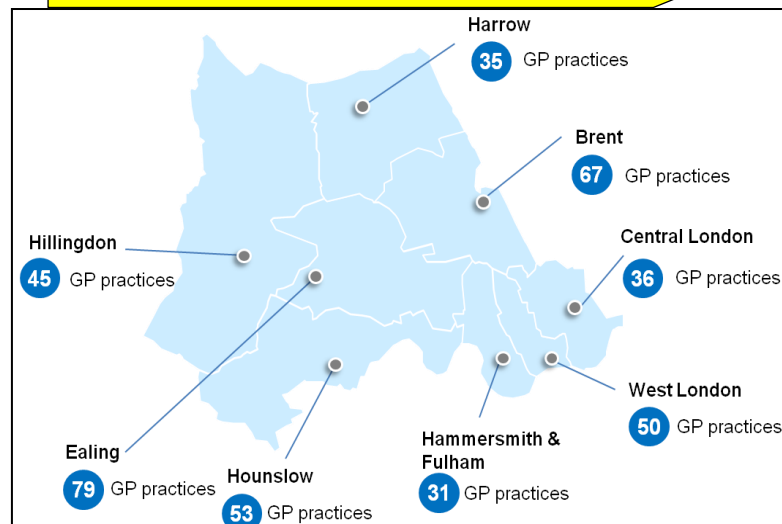 Harrow
35 GP practices
Brent
67 GP practices
Hillingdon
45 GP practices
Central London
36 GP practices
West London
50 GP practices
Ealing
79 GP practices
Hounslow
53 GP practices
Hammersmith &
Fulham
31 GP practices